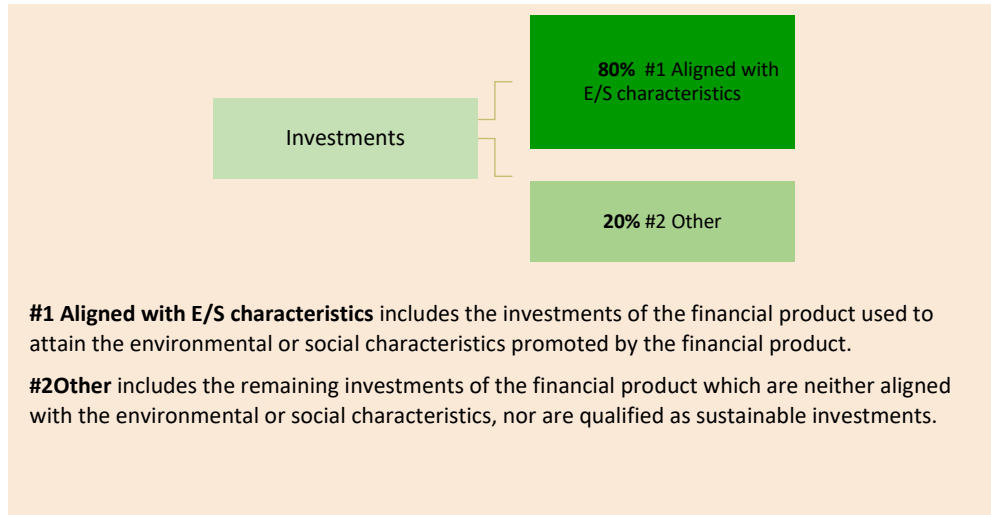 80% #1 Aligned with
E/S characteristics
Investments
20% #2 Other
#1 Aligned with E/S characteristics includes the investments of the financial product used to
attain the environmental or social characteristics promoted by the financial product.
#2Other includes the remaining investments of the financial product which are neither aligned
with the environmental or social characteristics, nor are qualified as sustainable investments.